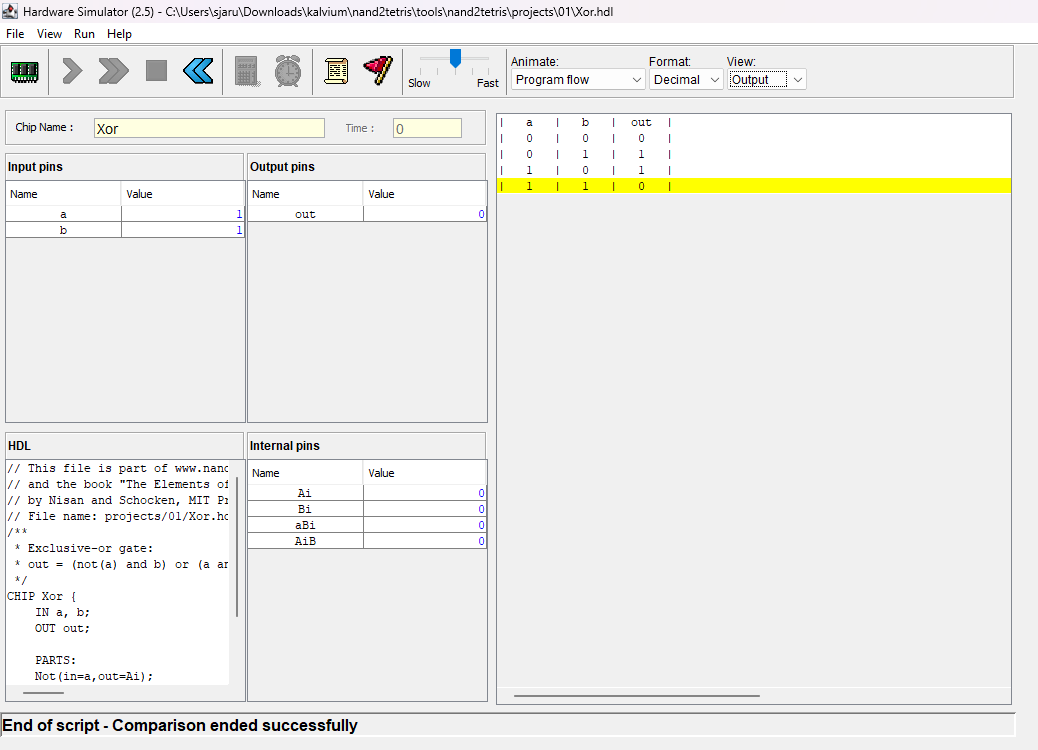 Hardware Simulator (2.5) - C:\Users\sjaru\Downloads\kalvium\nand2tetris\tools\nand2tetris\projects\01\Xor.hdl
File View Run Help
Slow Fast
Animate: Format: View:
Program flow Decimal Output
Chip Name : Xor Time : 0
Input pins
Name Value
a 1
b 1
Output pins
Name Value
out 0
| a | b | out |
| 0 | 0 | 0 |
| 0 | 1 | 1 |
| 1 | 0 | 1 |
| 1 | 1 | 0 |
HDL
// This file is part of www.nand
// and the book "The Elements of
// by Nisan and Schocken, MIT Pr
// File name: projects/01/Xor.hd
/**
* Exclusive-or gate:
* out = (not(a) and b) or (a an
*/
CHIP Xor {
IN a, b;
OUT out;
PARTS:
Not(in=a,out=Ai);
Internal pins
Name Value
Ai 0
Bi 0
aBi 0
AiB 0
End of script - Comparison ended successfully